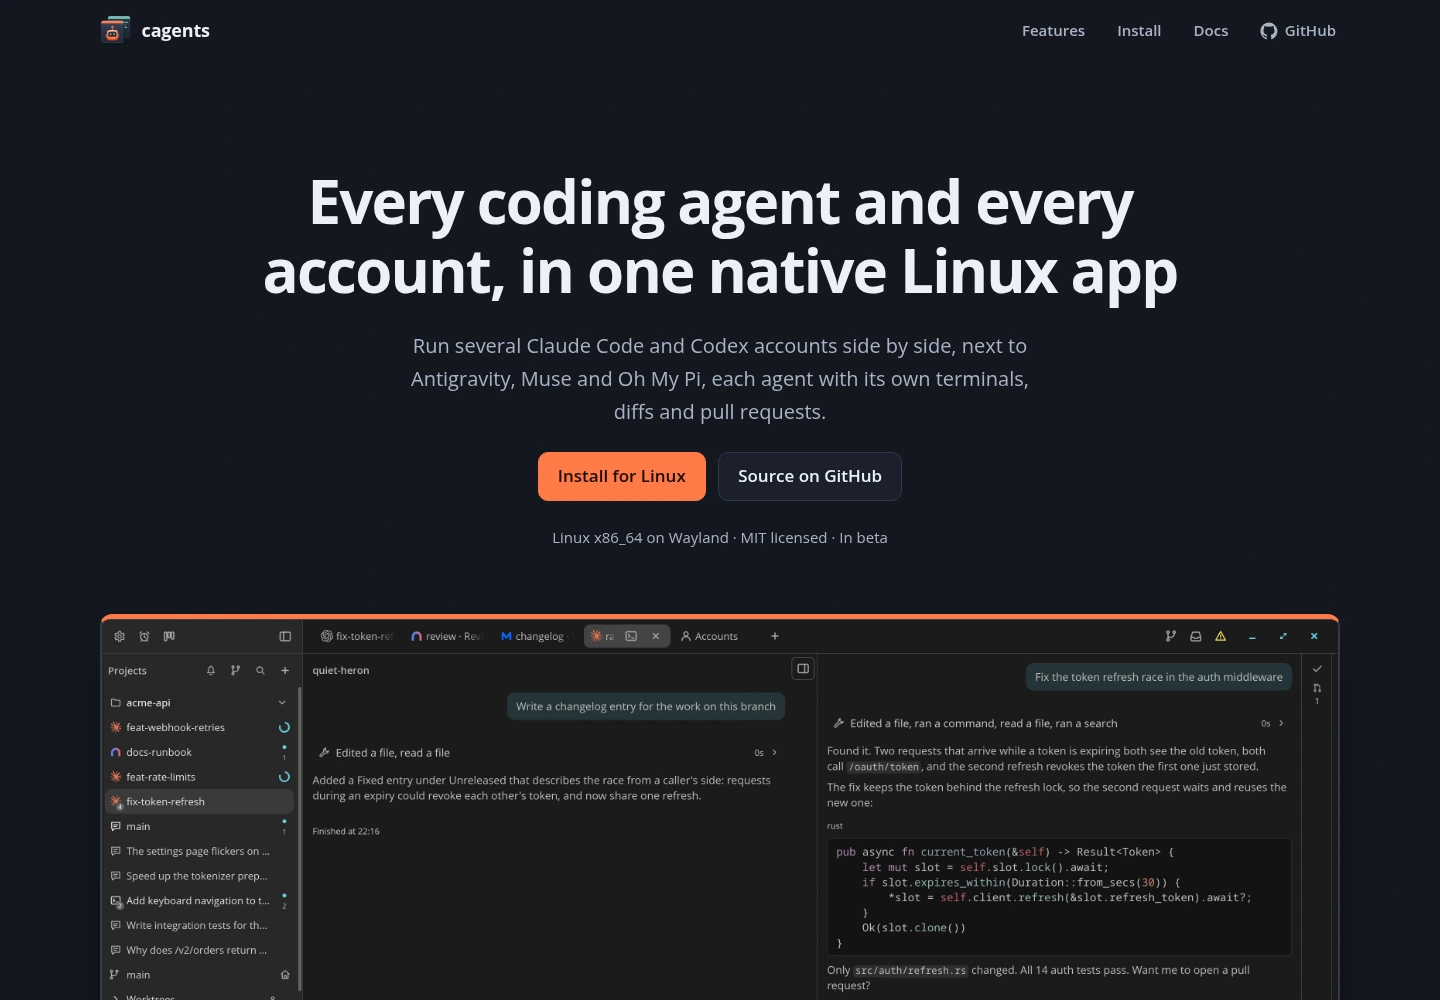 cagents
Features
Install
Docs
GitHub
Every coding agent and every
account, in one native Linux app
Run several Claude Code and Codex accounts side by side, next to
Antigravity, Muse and Oh My Pi, each agent with its own terminals,
diffs and pull requests.
Install for Linux
Source on GitHub
Linux x86_64 on Wayland · MIT licensed · In beta
fix-token-ref
review · Rev
changelog
ra
Accounts
Projects
acme-api
feat-webhook-retries
docs-runbook
1
feat-rate-limits
fix-token-refresh
4
main
1
The settings page flickers on ...
Speed up the tokenizer prep...
Add keyboard navigation to t...
2
Write integration tests for th...
Why does /v2/orders return ...
main
quiet-heron
Write a changelog entry for the work on this branch
Edited a file, read a file
0s
Added a Fixed entry under Unreleased that describes the race from a caller's side: requests
during an expiry could revoke each other's token, and now share one refresh.
Finished at 22:16
Fix the token refresh race in the auth middleware
1
Edited a file, ran a command, read a file, ran a search
0s
Found it. Two requests that arrive while a token is expiring both see the old token, both
call /oauth/token, and the second refresh revokes the token the first one just stored.
The fix keeps the token behind the refresh lock, so the second request waits and reuses the
new one:
rust
pub async fn current_token(&self) -> Result<Token> {
let mut slot = self.slot.lock().await;
if slot.expires_within(Duration::from_secs(30)) {
*slot = self.client.refresh(&slot.refresh_token).await?;
}
Ok(slot.clone())
}
Only src/auth/refresh.rs changed. All 14 auth tests pass. Want me to open a pull
request?